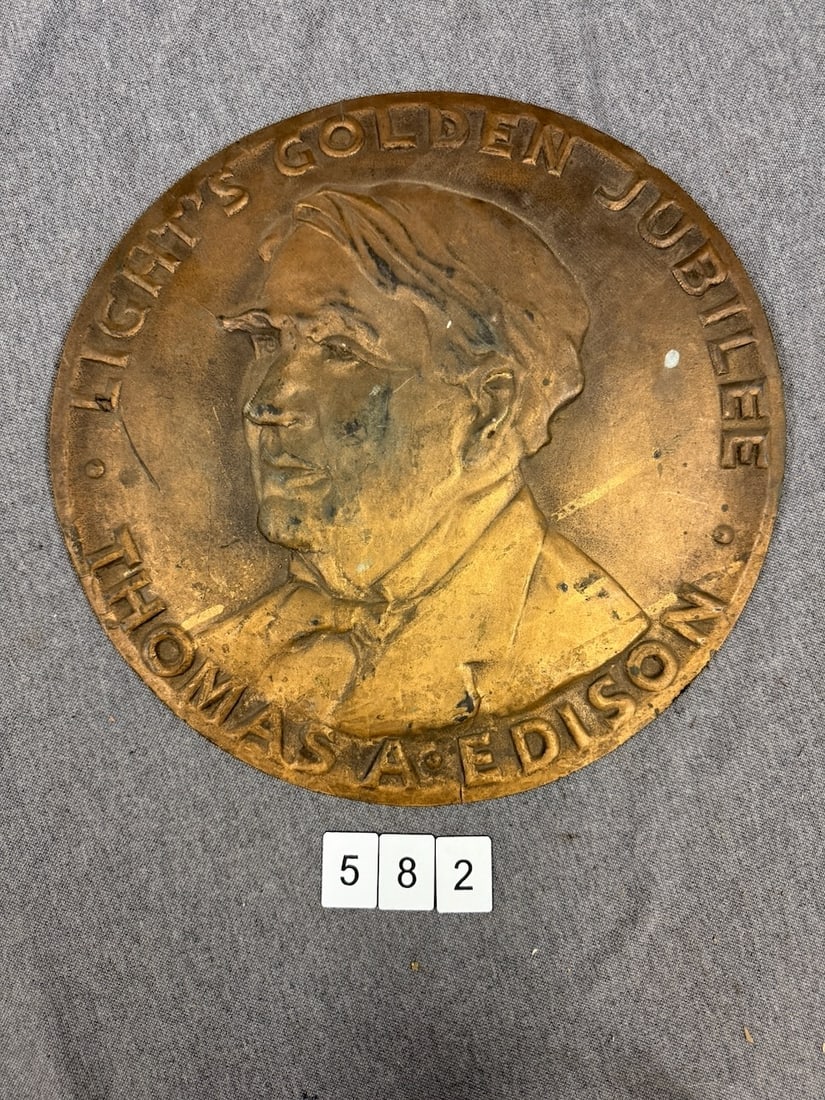 LIGHT'S GOLDEN JUBILEE
THOMAS A• EDISON
582